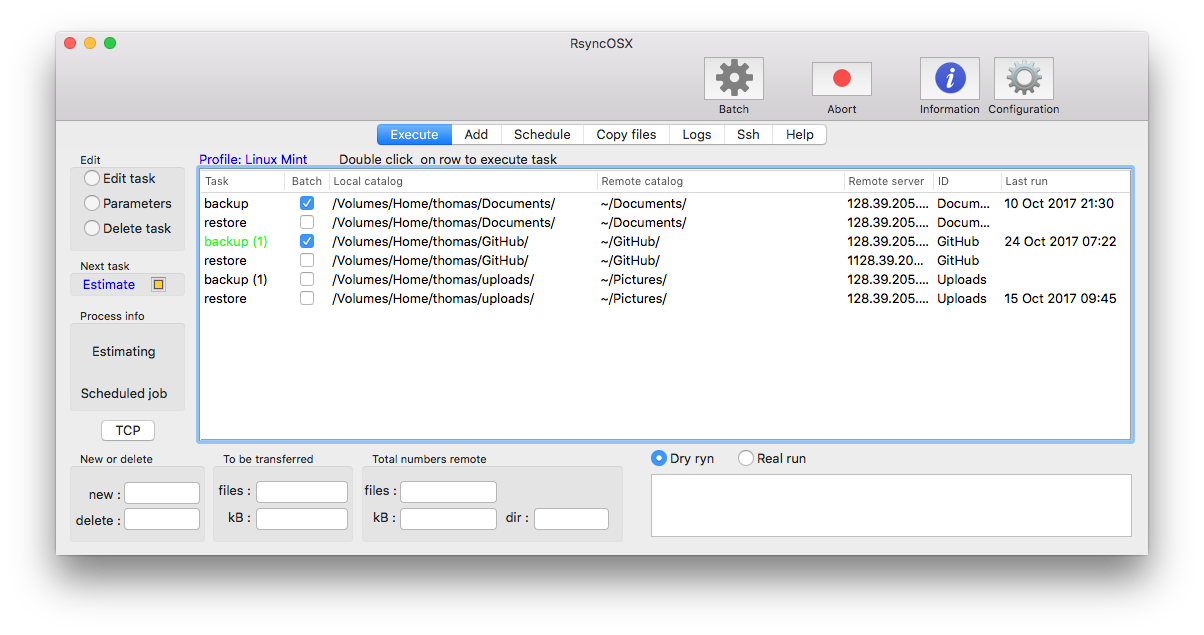 RsyncOSX
Batch Abort Information Configuration
Execute Add Schedule Copy files Logs Ssh Help
Edit
Edit task
Parameters
Delete task
Next task
Estimate
Process info
Estimating
Scheduled job
TCP
Profile: Linux Mint Double click on row to execute task
Task Batch Local catalog Remote catalog Remote server ID Last run
backup /Volumes/Home/thomas/Documents/ ~/Documents/ 128.39.205.... Docum... 10 Oct 2017 21:30
restore /Volumes/Home/thomas/Documents/ ~/Documents/ 128.39.205.... Docum...
backup (1) /Volumes/Home/thomas/GitHub/ ~/GitHub/ 128.39.205.... GitHub 24 Oct 2017 07:22
restore /Volumes/Home/thomas/GitHub/ ~/GitHub/ 1128.39.20... GitHub
backup (1) /Volumes/Home/thomas/uploads/ ~/Pictures/ 128.39.205.... Uploads
restore /Volumes/Home/thomas/uploads/ ~/Pictures/ 128.39.205.... Uploads 15 Oct 2017 09:45
New or delete
new :
delete :
To be transferred
files :
kB :
Total numbers remote
files :
kB : dir :
Dry ryn Real run